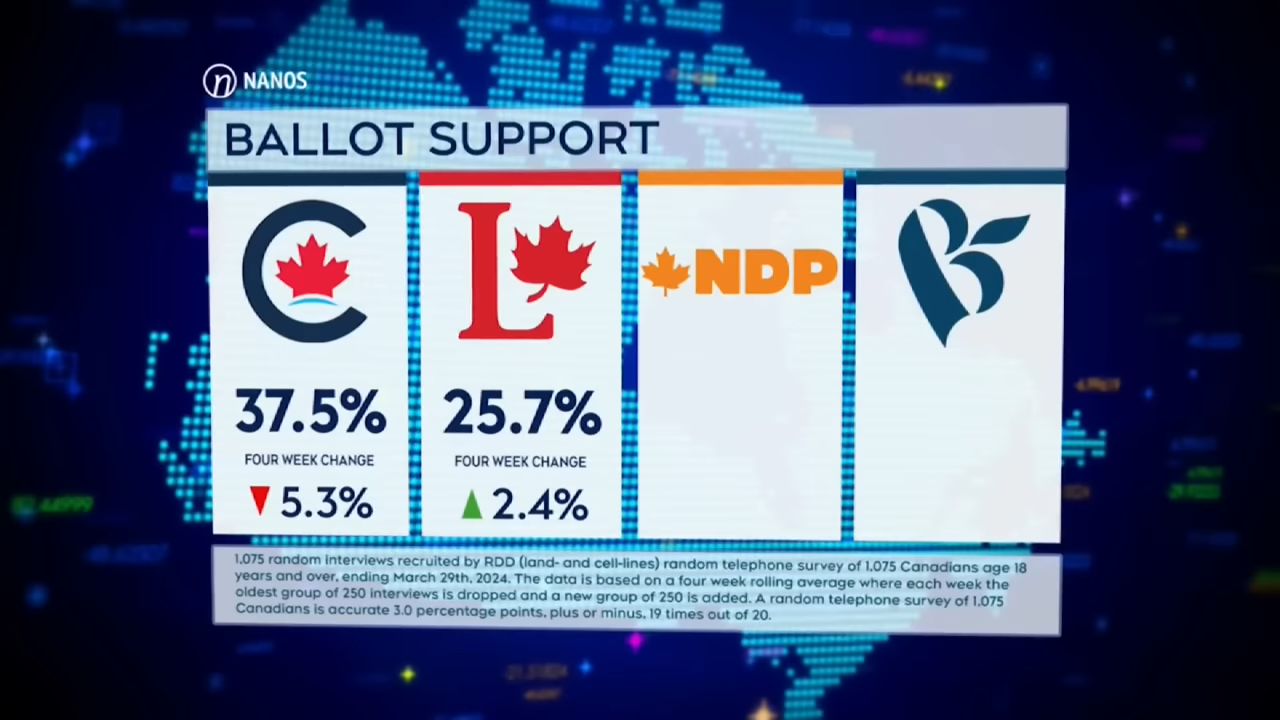 n NANOS
BALLOT SUPPORT
NDP
37.5%
25.7%
FOUR WEEK CHANGE
FOUR WEEK CHANGE
5.3%
2.4%
1,075 random interviews recruited by RDD (land- and cell-lines) random telephone survey of 1,075 Canadians age 18
years and over, ending March 29th, 2024. The data is based on a four week rolling average where each week the
oldest group of 250 interviews is dropped and a new group of 250 is added. A random telephone survey of 1,075
Canadians is accurate 3.0 percentage points, plus or minus, 19 times out of 20.